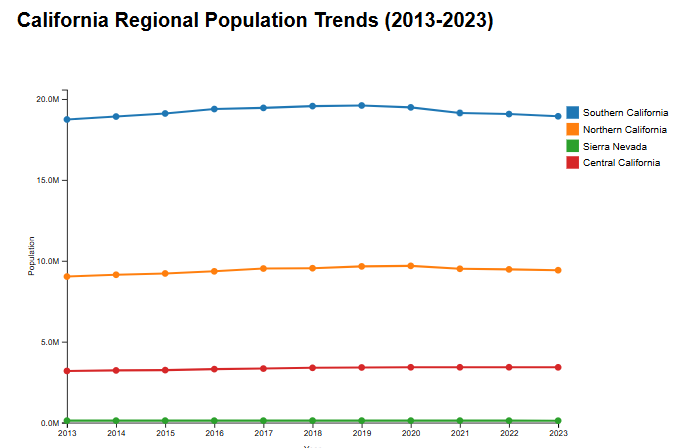 California Regional Population Trends (2013-2023)
20.0M
15.0M
10.0M
5.0M
0.0M
Population
2013 2014 2015 2016 2017 2018 2019 2020 2021 2022 2023
Southern California
Northern California
Sierra Nevada
Central California